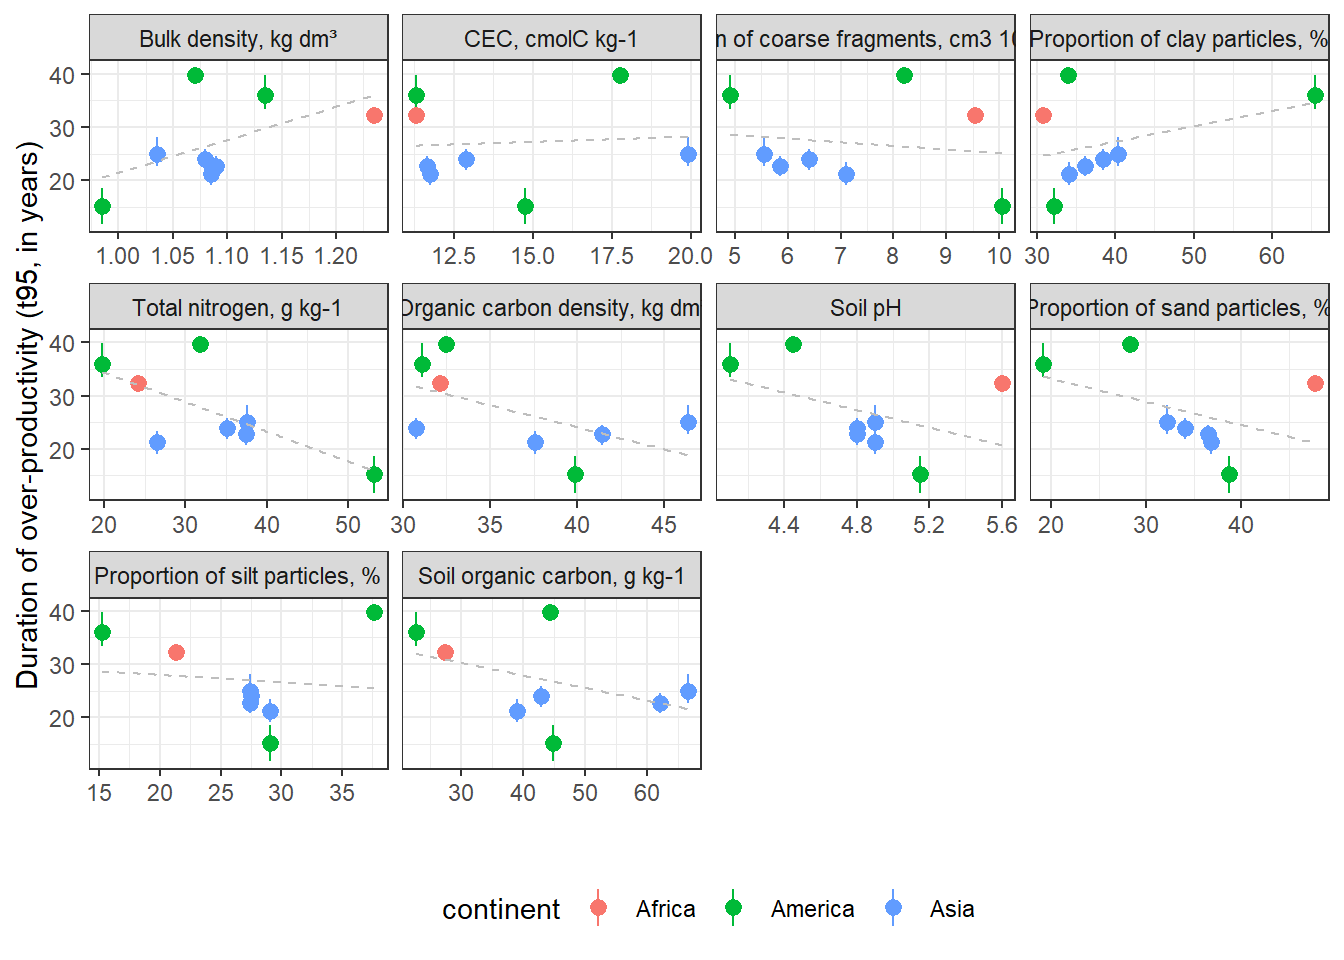 Duration of over-productivity (t95, in years)
Bulk density, kg dm³
CEC, cmolC kg-1
n of coarse fragments, cm3 10
Proportion of clay particles, %
40
30
20
1.00 1.05 1.10 1.15 1.20
12.5 15.0 17.5 20.0
5 6 7 8 9 10
30 40 50 60
Total nitrogen, g kg-1
Organic carbon density, kg dm
Soil pH
Proportion of sand particles, %
40
30
20
20 30 40 50
30 35 40 45
4.4 4.8 5.2 5.6
20 30 40
Proportion of silt particles, %
Soil organic carbon, g kg-1
40
30
20
15 20 25 30 35
30 40 50 60
continent
Africa
America
Asia